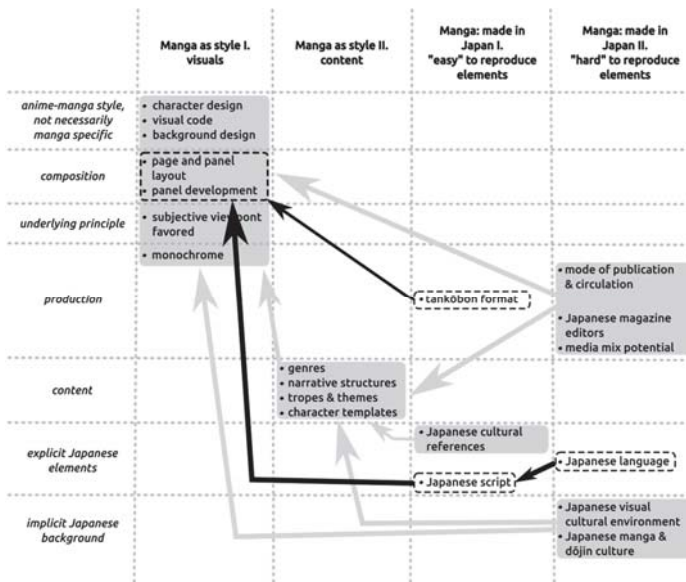 Manga as style I.
visuals
Manga as style II.
content
Manga: made in
Japan I.
"easy" to reproduce
elements
Manga: made in
Japan II.
"hard" to reproduce
elements
anime-manga style,
not necessarily
manga specific
• character design
• visual code
• background design
composition
• page and panel
layout
• panel development
underlying principle
• subjective viewpoint
favored
production
• monochrome
• tankōbon format
• mode of publication
& circulation
• Japanese magazine
editors
• media mix potential
content
• genres
• narrative structures
• tropes & themes
• character templates
explicit Japanese
elements
• Japanese cultural
references
• Japanese script
• Japanese language
implicit Japanese
background
• Japanese visual
cultural environment
• Japanese manga &
dōjin culture